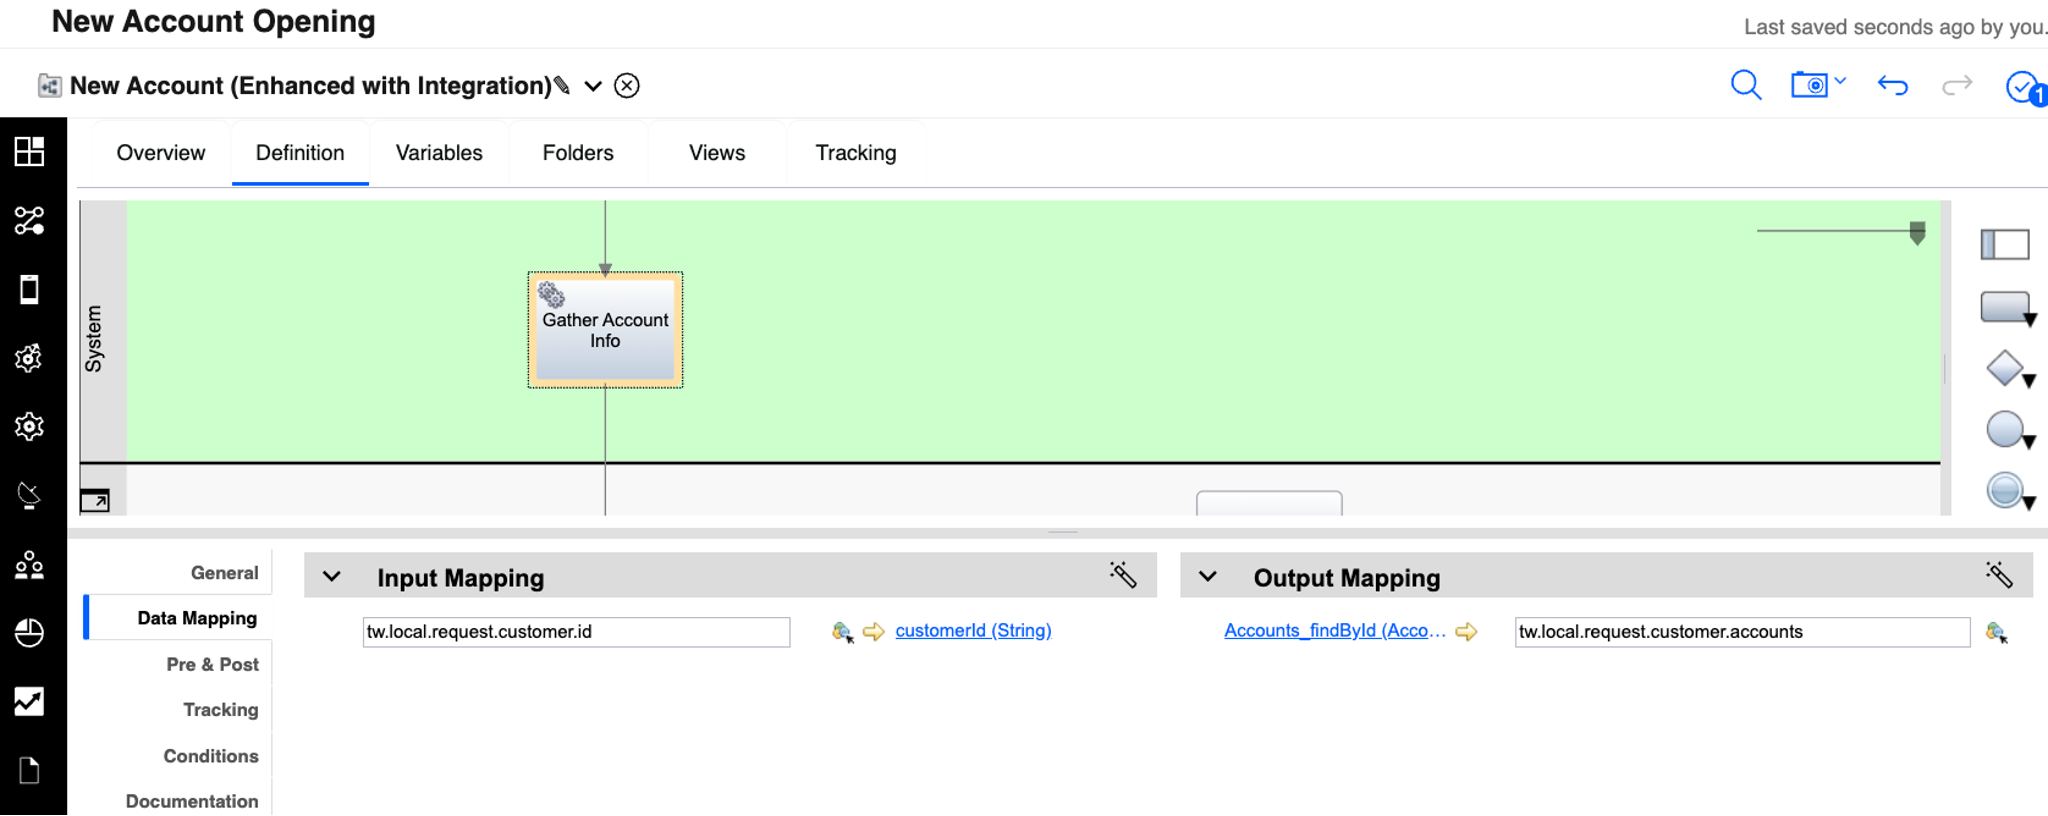 New Account Opening
Last saved seconds ago by you.
New Account (Enhanced with Integration)
1
Overview
Definition
Variables
Folders
Views
Tracking
System
Gather Account
Info
General
Data Mapping
Pre & Post
Tracking
Conditions
Documentation
Input Mapping
tw.local.request.customer.id
customerId (String)
Output Mapping
Accounts_findById (Acco...
tw.local.request.customer.accounts